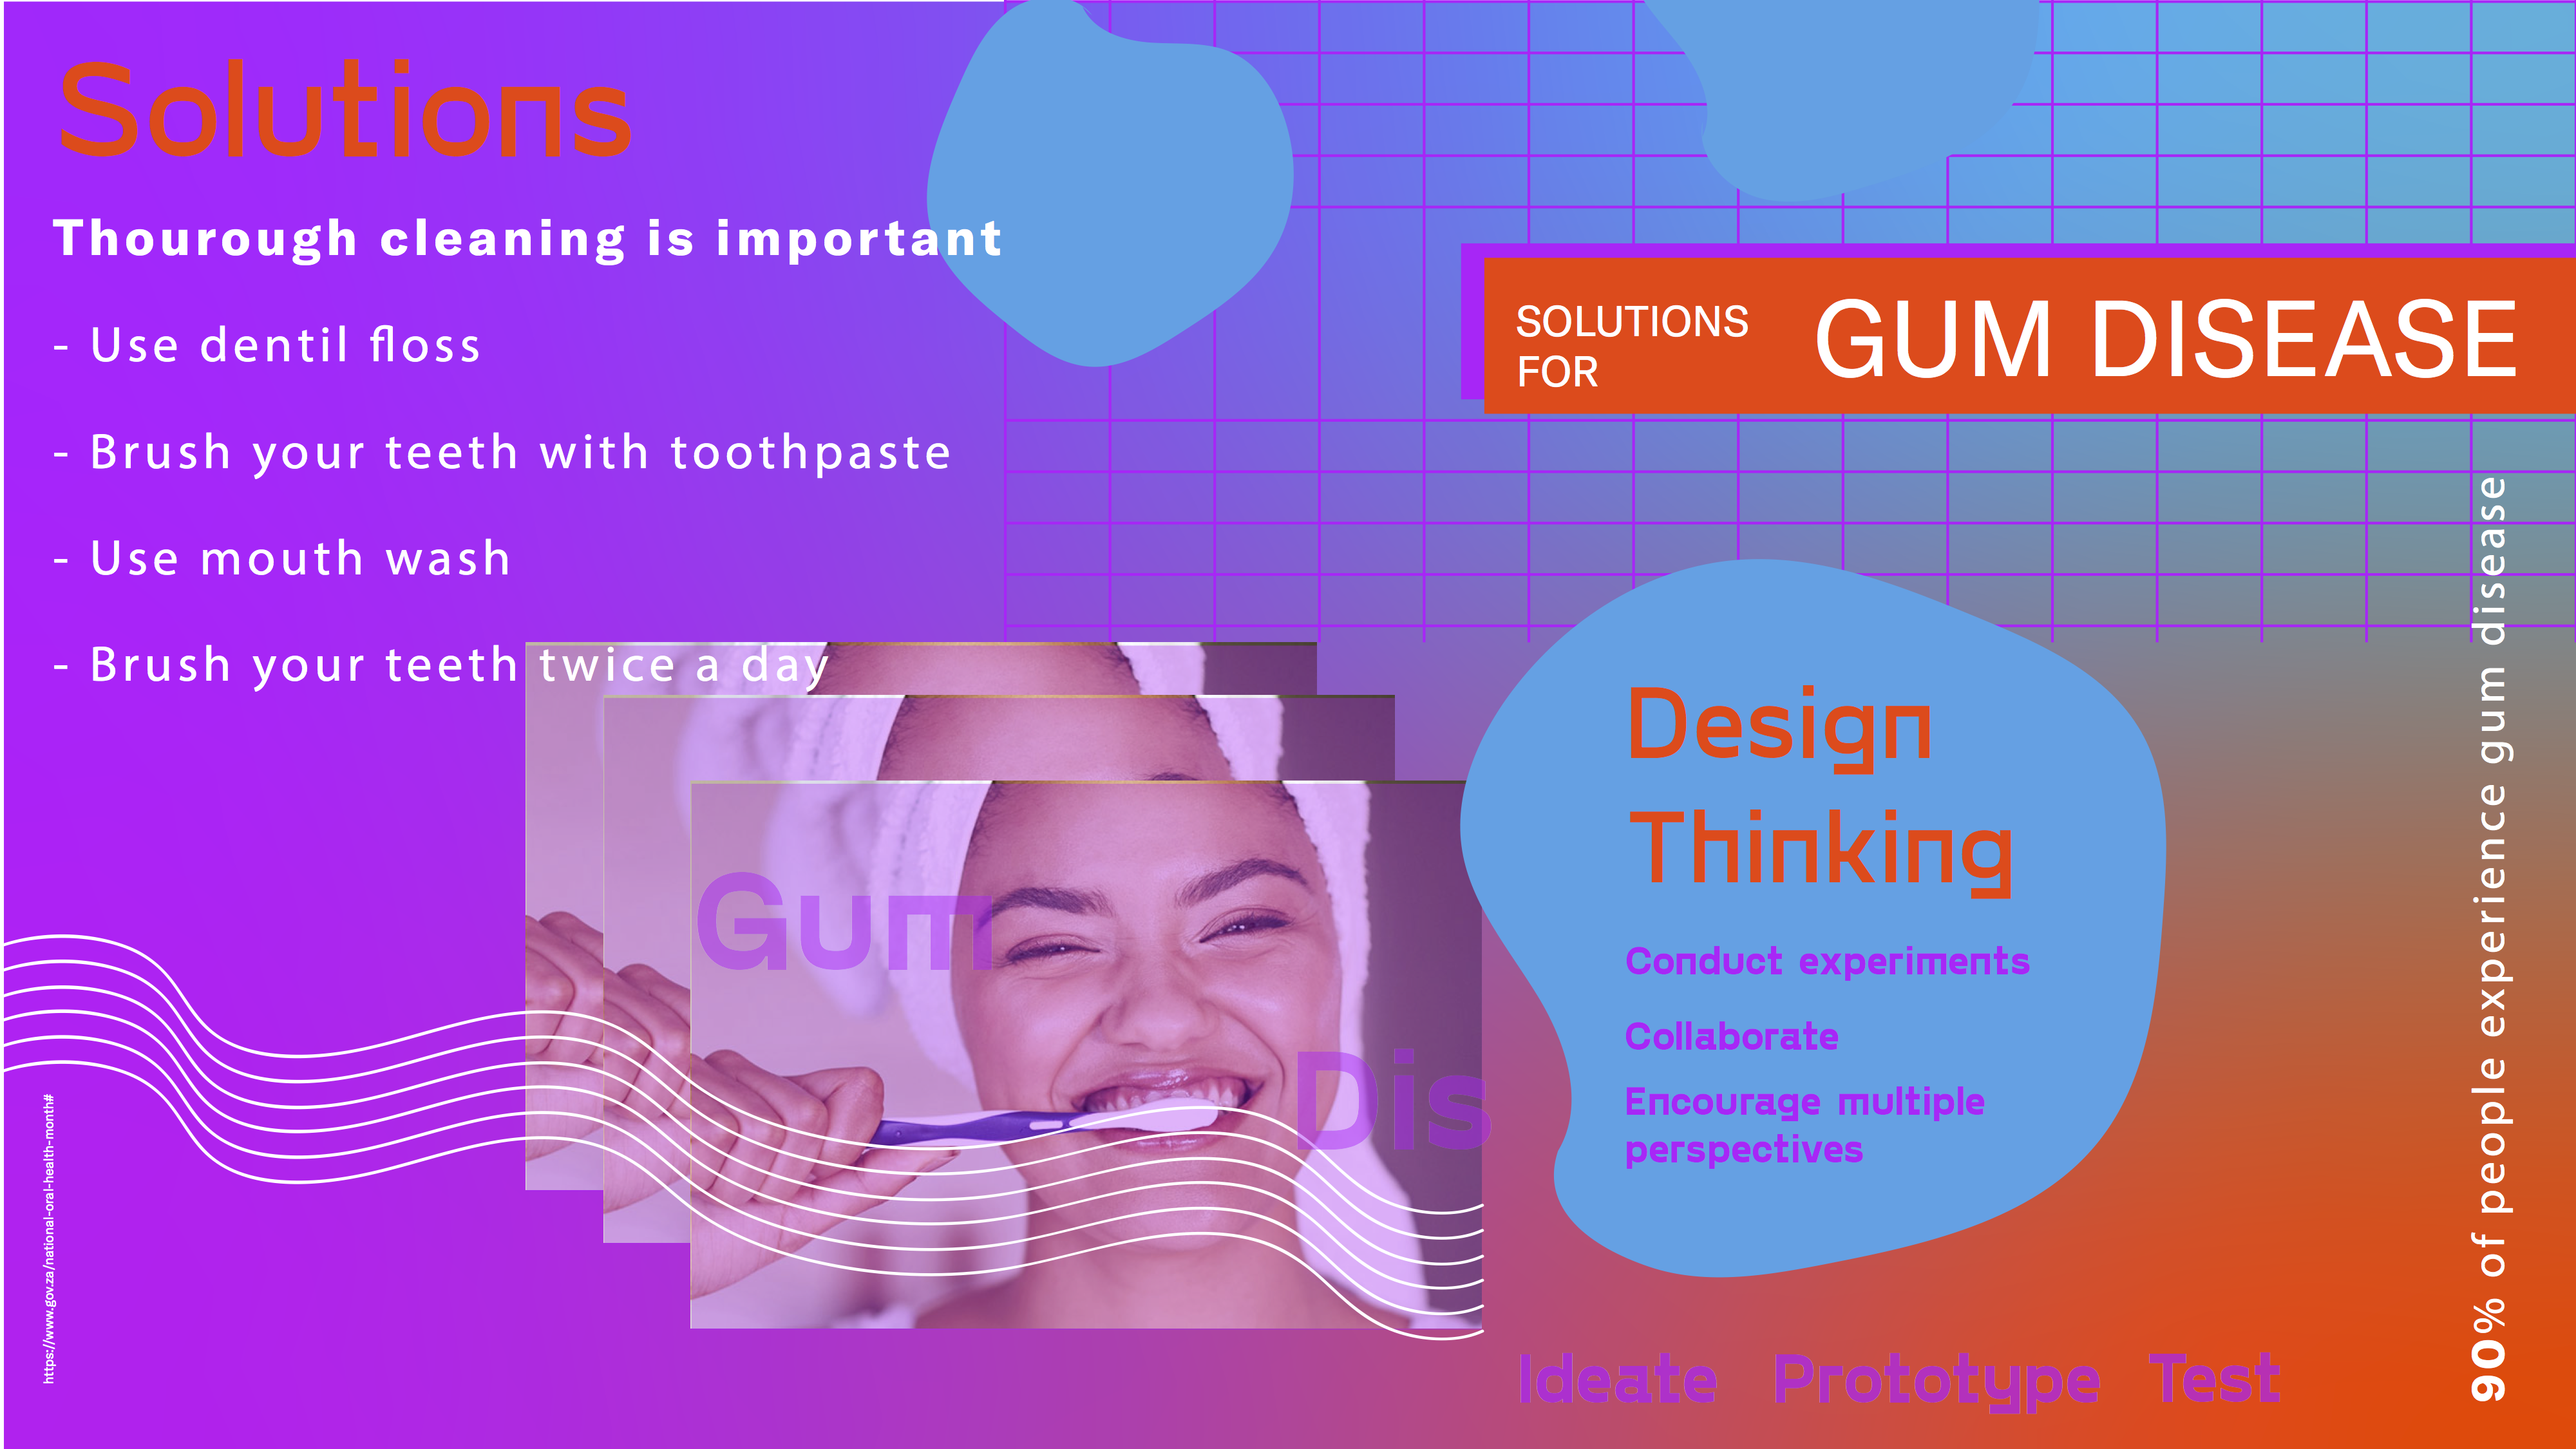 Solutions
Thourough cleaning is important
- Use dentil floss
- Brush your teeth with toothpaste
- Use mouth wash
- Brush your teeth twice a day
SOLUTIONS
FOR
GUM DISEASE
Gum
Dis
Design
Thinking
Conduct experiments
Collaborate
Encourage multiple
perspectives
Ideate Prototype Test
90% of people experience gum disease
https://www.gov.za/national-oral-health-month#